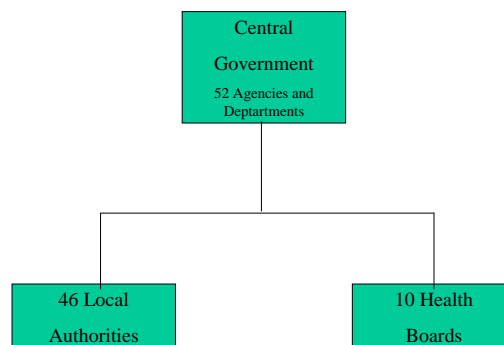 Central
Government
52 Agencies and
Deptartments
46 Local
Authorities
10 Health
Boards